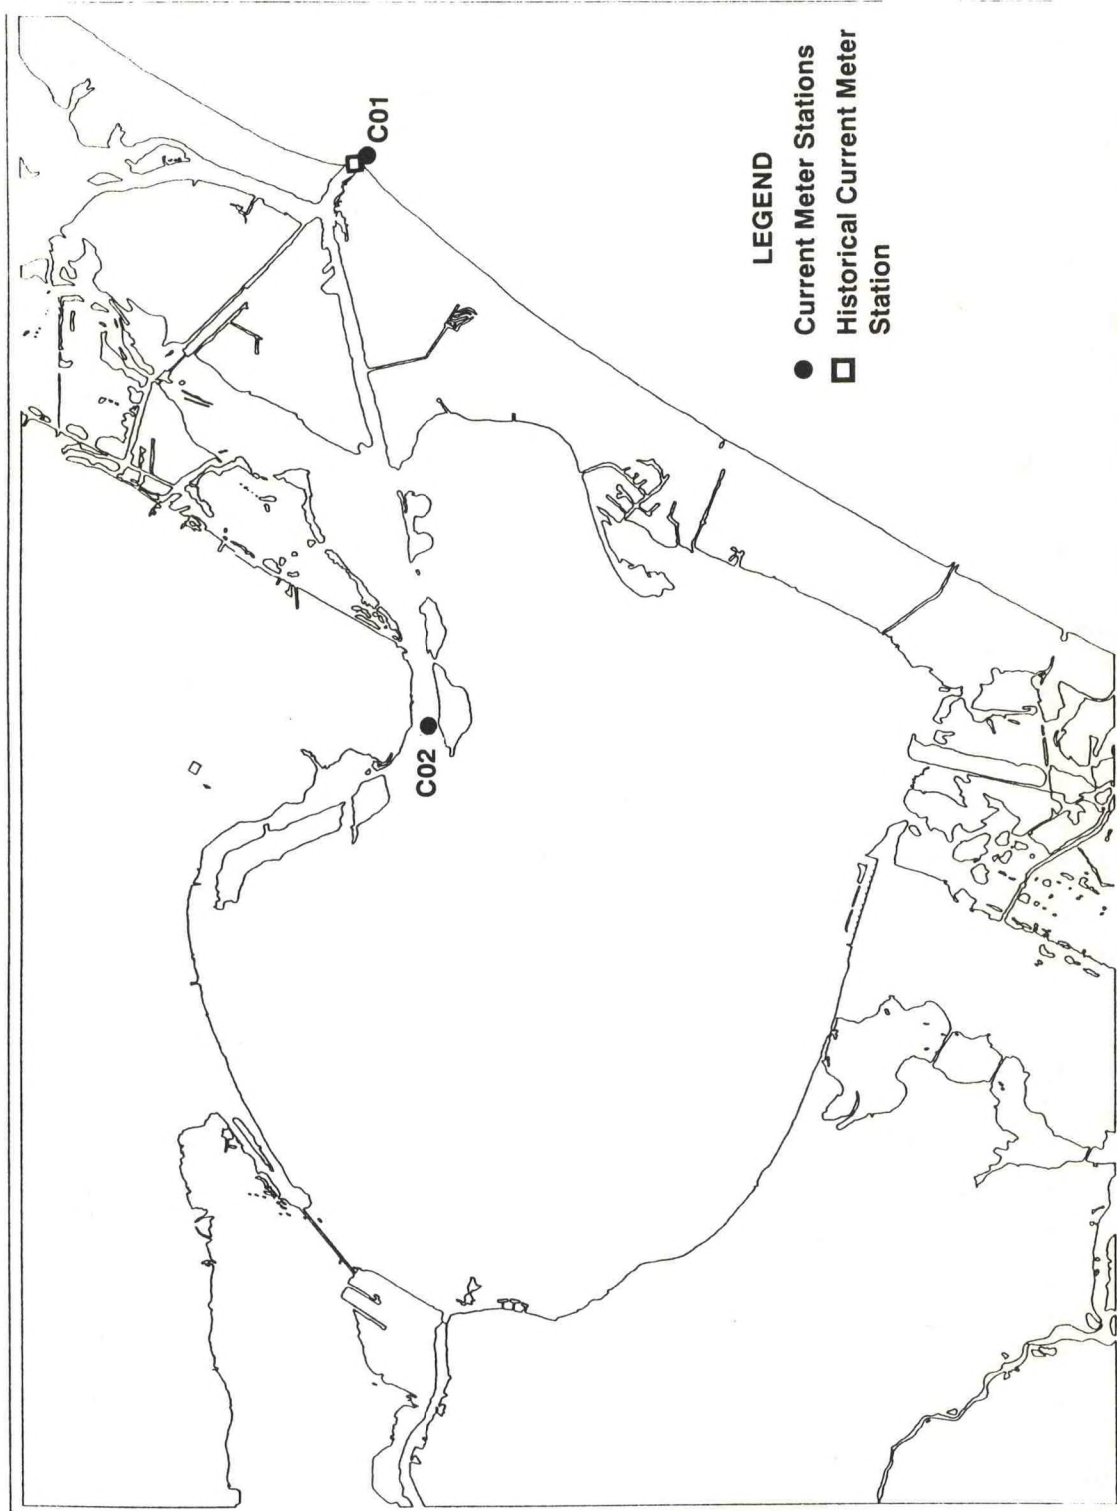 C01
C02
LEGEND
Current Meter Stations
Historical Current Meter
Station